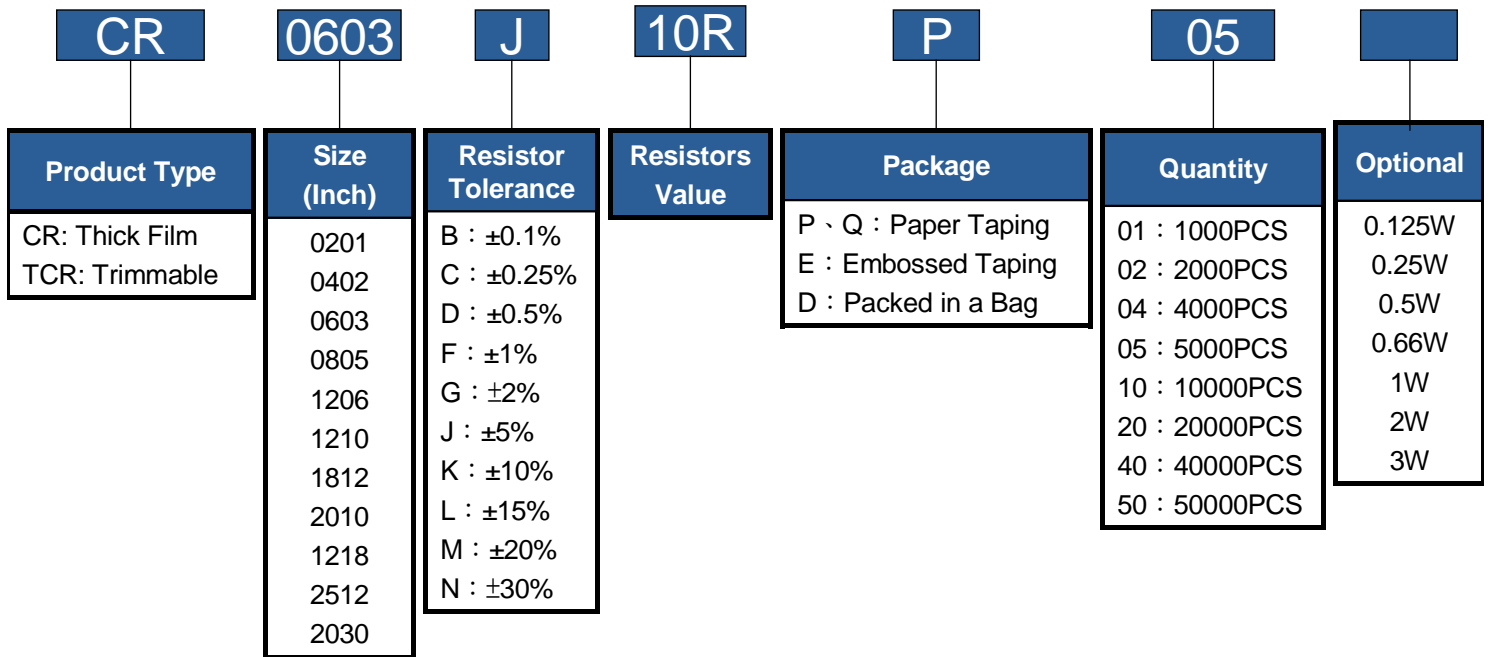 CR 0603 J 10R P 05
Product Type
CR: Thick Film
TCR: Trimmable
Size
(Inch)
0201
0402
0603
0805
1206
1210
1812
2010
1218
2512
2030
Resistor
Tolerance
B：±0.1%
C：±0.25%
D：±0.5%
F：±1%
G：±2%
J：±5%
K：±10%
L：±15%
M：±20%
N：±30%
Resistors
Value
Package
P、Q：Paper Taping
E：Embossed Taping
D：Packed in a Bag
Quantity
01：1000PCS
02：2000PCS
04：4000PCS
05：5000PCS
10：10000PCS
20：20000PCS
40：40000PCS
50：50000PCS
Optional
0.125W
0.25W
0.5W
0.66W
1W
2W
3W